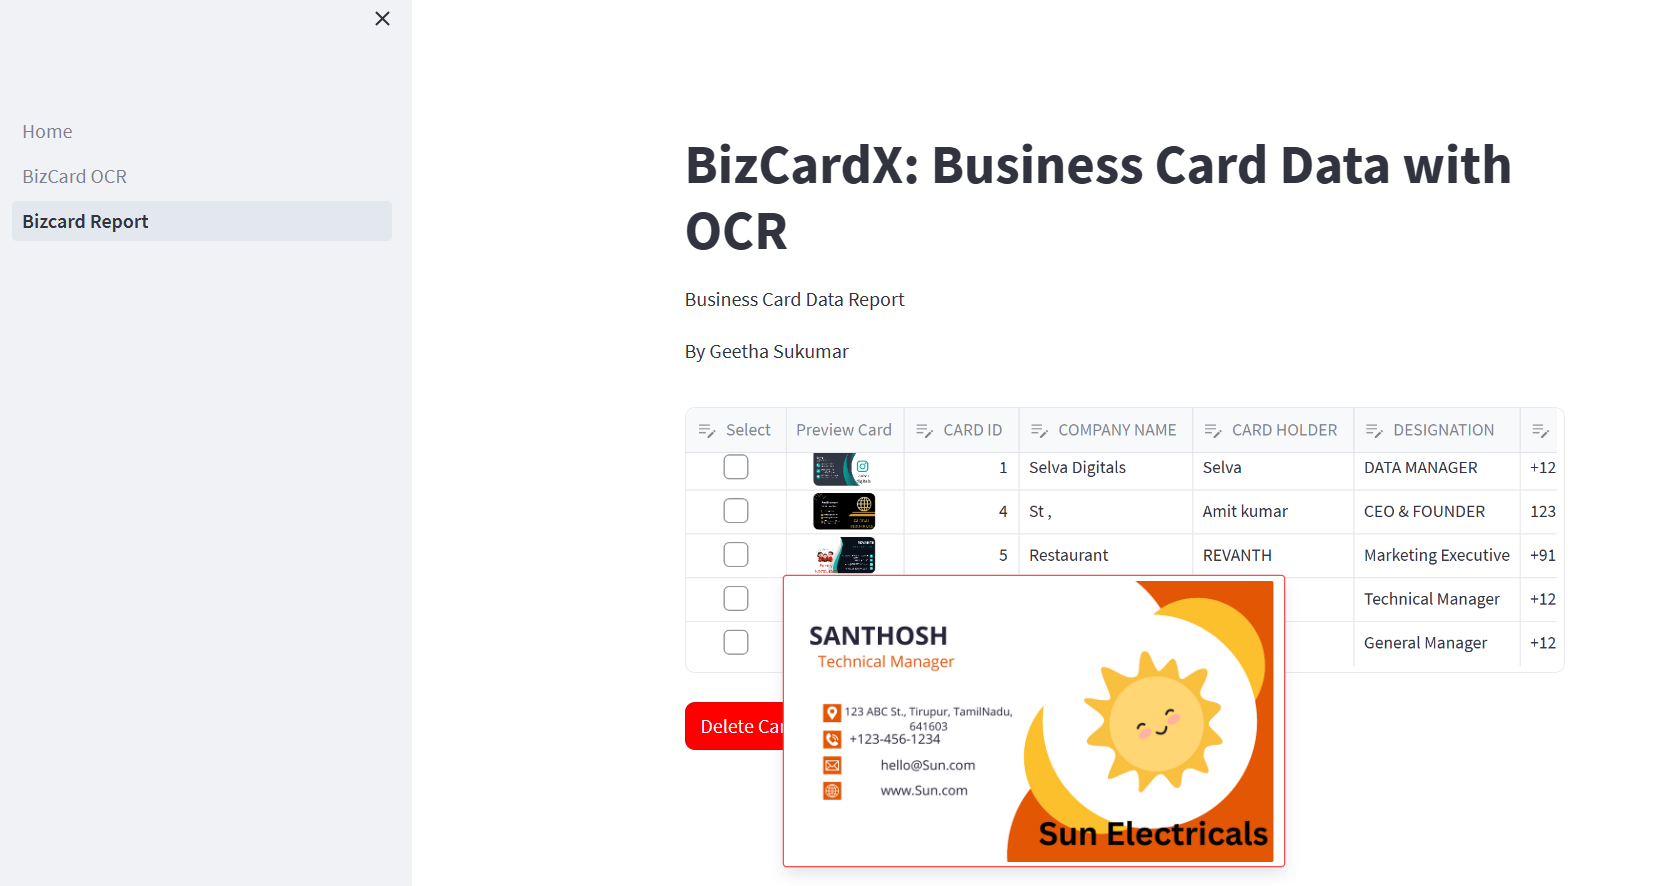 Home
BizCard OCR
Bizcard Report
BizCardX: Business Card Data with
OCR
Business Card Data Report
By Geetha Sukumar
Select Preview Card CARD ID COMPANY NAME CARD HOLDER DESIGNATION
1 Selva Digitals Selva DATA MANAGER +12
4 St , Amit kumar CEO & FOUNDER 123
5 Restaurant REVANTH Marketing Executive +91
Technical Manager +12
General Manager +12
Delete Car
SANTHOSH
Technical Manager
123 ABC St., Tirupur, TamilNadu,
641603
+123-456-1234
hello@Sun.com
www.Sun.com
Sun Electricals